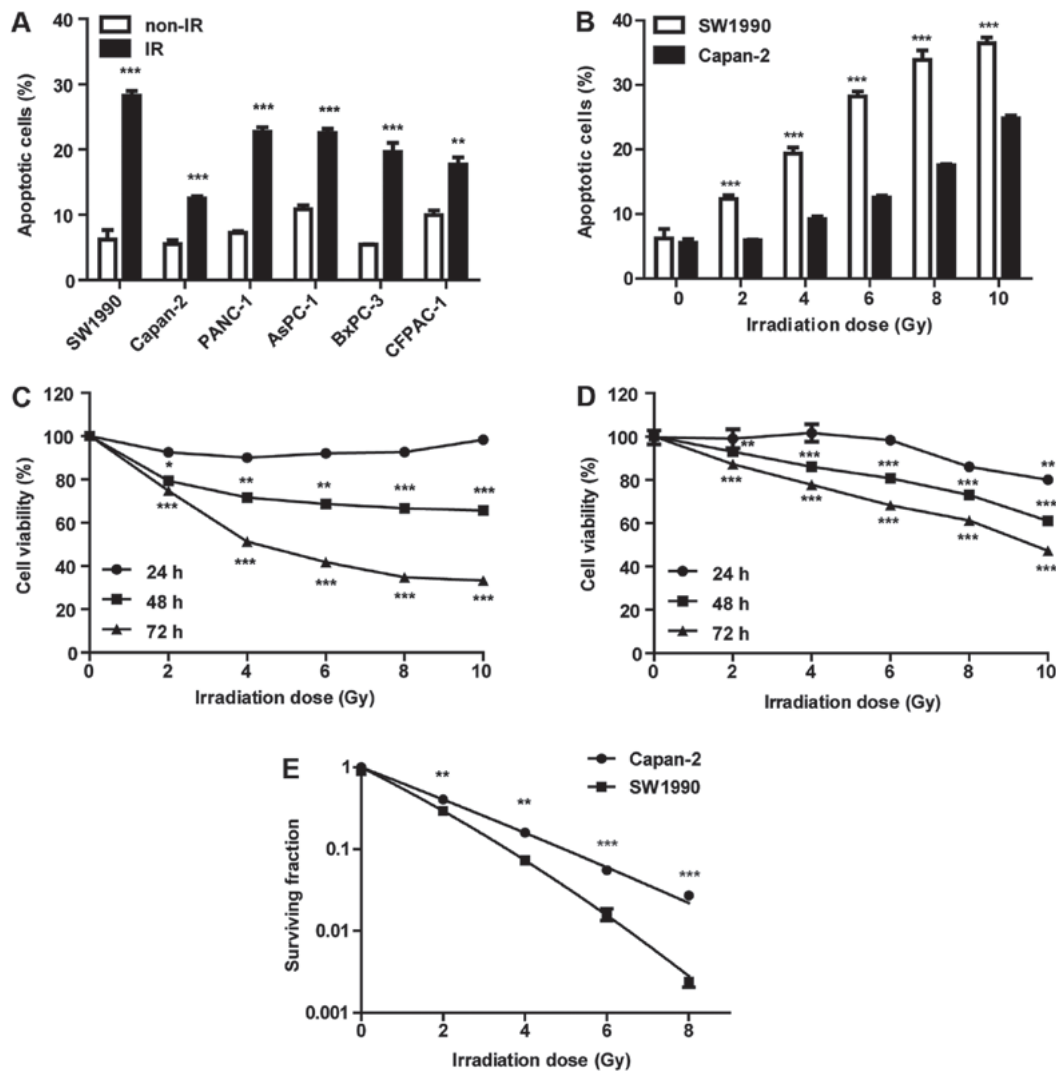 A
non-IR
IR
Apoptotic cells (%)
40
30
20
10
0
***
***
***
***
***
**
SW1990
Capan-2
PANC-1
AsPC-1
BxPC-3
CFPAC-1
B
SW1990
Capan-2
Apoptotic cells (%)
40
30
20
10
0
***
***
***
***
***
0 2 4 6 8 10
Irradiation dose (Gy)
C
Cell viability (%)
120
100
80
60
40
20
0
*
**
**
***
***
***
***
***
***
***
24 h
48 h
72 h
0 2 4 6 8 10
Irradiation dose (Gy)
D
Cell viability (%)
120
100
80
60
40
20
0
**
**
***
***
***
***
***
***
***
***
***
24 h
48 h
72 h
0 2 4 6 8 10
Irradiation dose (Gy)
E
Capan-2
SW1990
Surviving fraction
1
0.1
0.01
0.001
**
**
***
***
0 2 4 6 8
Irradiation dose (Gy)